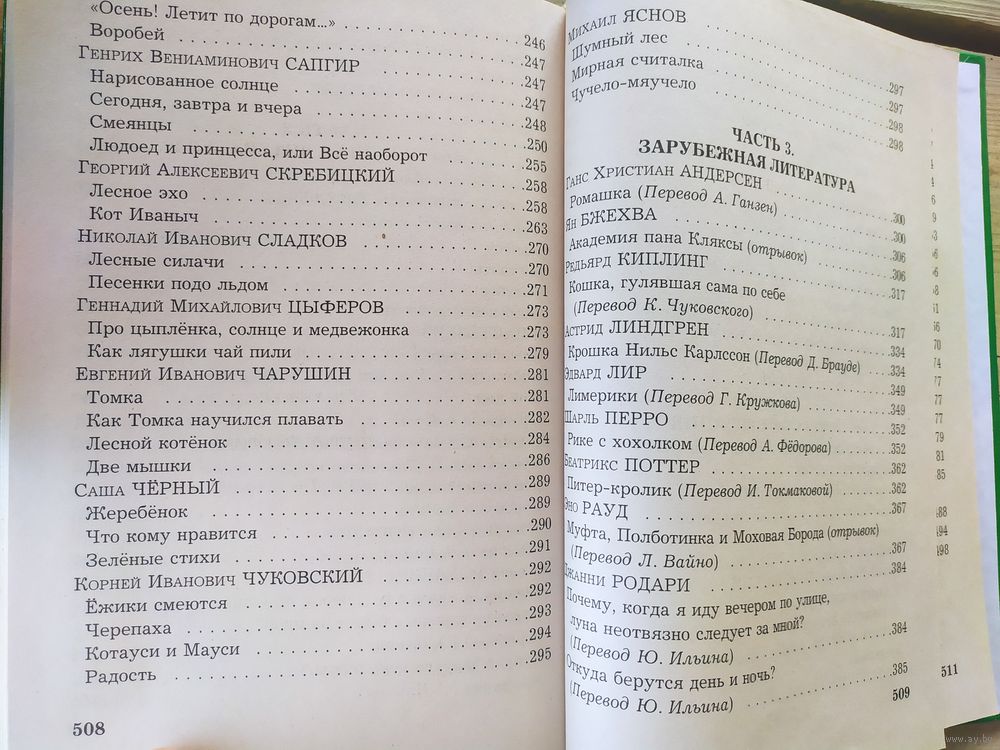 «Осень! Летит по дорогам...» . . . 246
Воробей . . . 247
Генрих Вениаминович САПГИР . . . 247
Нарисованное солнце . . . 247
Сегодня, завтра и вчера . . . 248
Смеянцы . . . 250
Людоед и принцесса, или Всё наоборот . . . 255
Георгий Алексеевич СКРЕБИЦКИЙ . . . 258
Лесное эхо . . . 258
Кот Иваныч . . . 263
Николай Иванович СЛАДКОВ . . . 270
Лесные силачи . . . 270
Песенки подо льдом . . . 271
Геннадий Михайлович ЦЫФЕРОВ . . . 273
Про цыплёнка, солнце и медвежонка . . . 273
Как лягушки чай пили . . . 279
Евгений Иванович ЧАРУШИН . . . 281
Томка . . . 281
Как Томка научился плавать . . . 282
Лесной котёнок . . . 284
Две мышки . . . 286
Саша ЧЁРНЫЙ . . . 289
Жеребёнок . . . 289
Что кому нравится . . . 290
Зелёные стихи . . . 291
Корней Иванович ЧУКОВСКИЙ . . . 292
Ёжики смеются . . . 292
Черепаха . . . 293
Котауси и Мауси . . . 294
Радость . . . 295
508
Михаил ЯСНОВ . . . 297
Шумный лес . . . 297
Мирная считалка . . . 298
Чучело-мяучело . . . 298
ЧАСТЬ 3.
ЗАРУБЕЖНАЯ ЛИТЕРАТУРА
Ганс Христиан АНДЕРСЕН . . . 300
Ромашка (Перевод А. Ганзен) . . . 300
Ян БЖЕХВА . . . 306
Академия пана Кляксы (отрывок) . . . 306
Редьярд КИПЛИНГ . . . 317
Кошка, гулявшая сама по себе
(Перевод К. Чуковского) . . . 317
Астрид ЛИНДГРЕН . . . 334
Крошка Нильс Карлссон (Перевод Д. Брауде) . . . 334
Эдвард ЛИР . . . 349
Лимерики (Перевод Г. Кружкова) . . . 349
Шарль ПЕРРО . . . 352
Рике с хохолком (Перевод А. Фёдорова) . . . 352
Беатрикс ПОТТЕР . . . 362
Питер-кролик (Перевод И. Токмаковой) . . . 362
Эно РАУД . . . 367
Муфта, Полботинка и Моховая Борода (отрывок)
(Перевод Л. Вайно) . . . 367
Джанни РОДАРИ . . . 384
Почему, когда я иду вечером по улице,
луна неотвязно следует за мной?
(Перевод Ю. Ильина) . . . 384
Откуда берутся день и ночь?
(Перевод Ю. Ильина) . . . 385
509
511
www.ay.by